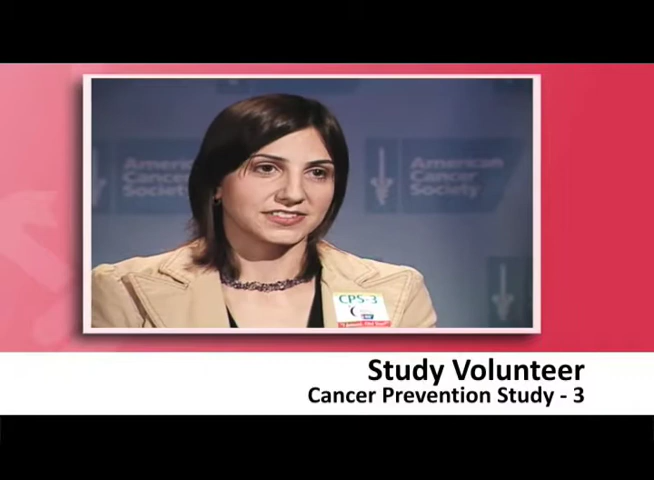 American
Cancer
Society
American
Cancer
Society
CPS-3
Study Volunteer
Cancer Prevention Study - 3